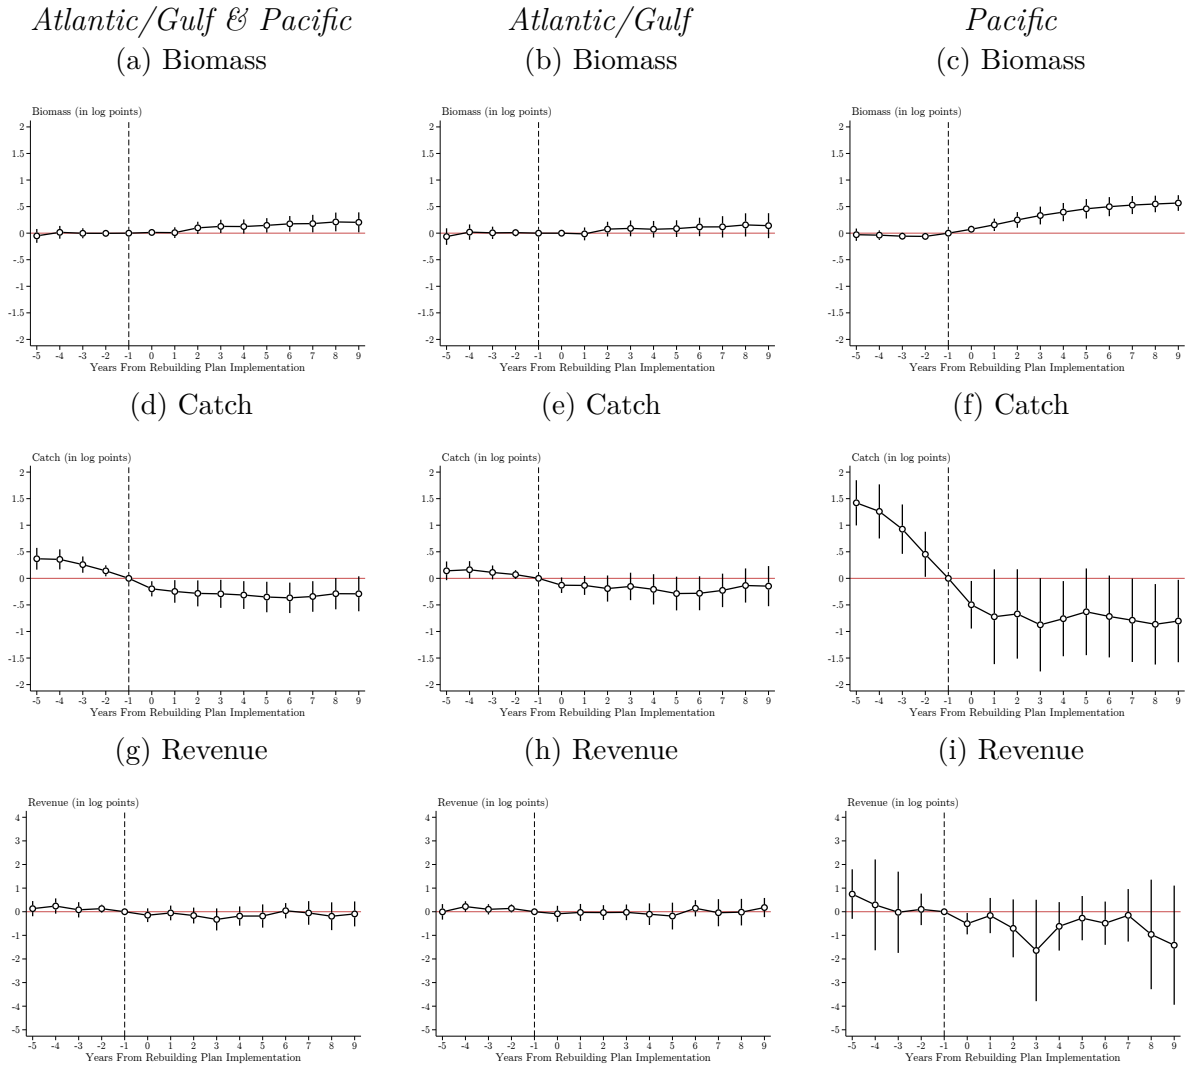 Atlantic/Gulf & Pacific
Atlantic/Gulf
Pacific
(a) Biomass
(b) Biomass
(c) Biomass
Biomass (in log points)
2
1.5
1
.5
0
-.5
-1
-1.5
-2
-5 -4 -3 -2 -1 0 1 2 3 4 5 6 7 8 9
Years From Rebuilding Plan Implementation
Biomass (in log points)
2
1.5
1
.5
0
-.5
-1
-1.5
-2
-5 -4 -3 -2 -1 0 1 2 3 4 5 6 7 8 9
Years From Rebuilding Plan Implementation
Biomass (in log points)
2
1.5
1
.5
0
-.5
-1
-1.5
-2
-5 -4 -3 -2 -1 0 1 2 3 4 5 6 7 8 9
Years From Rebuilding Plan Implementation
(d) Catch
(e) Catch
(f) Catch
Catch (in log points)
2
1.5
1
.5
0
-.5
-1
-1.5
-2
-5 -4 -3 -2 -1 0 1 2 3 4 5 6 7 8 9
Years From Rebuilding Plan Implementation
Catch (in log points)
2
1.5
1
.5
0
-.5
-1
-1.5
-2
-5 -4 -3 -2 -1 0 1 2 3 4 5 6 7 8 9
Years From Rebuilding Plan Implementation
Catch (in log points)
2
1.5
1
.5
0
-.5
-1
-1.5
-2
-5 -4 -3 -2 -1 0 1 2 3 4 5 6 7 8 9
Years From Rebuilding Plan Implementation
(g) Revenue
(h) Revenue
(i) Revenue
Revenue (in log points)
4
3
2
1
0
-1
-2
-3
-4
-5
-5 -4 -3 -2 -1 0 1 2 3 4 5 6 7 8 9
Years From Rebuilding Plan Implementation
Revenue (in log points)
4
3
2
1
0
-1
-2
-3
-4
-5
-5 -4 -3 -2 -1 0 1 2 3 4 5 6 7 8 9
Years From Rebuilding Plan Implementation
Revenue (in log points)
4
3
2
1
0
-1
-2
-3
-4
-5
-5 -4 -3 -2 -1 0 1 2 3 4 5 6 7 8 9
Years From Rebuilding Plan Implementation